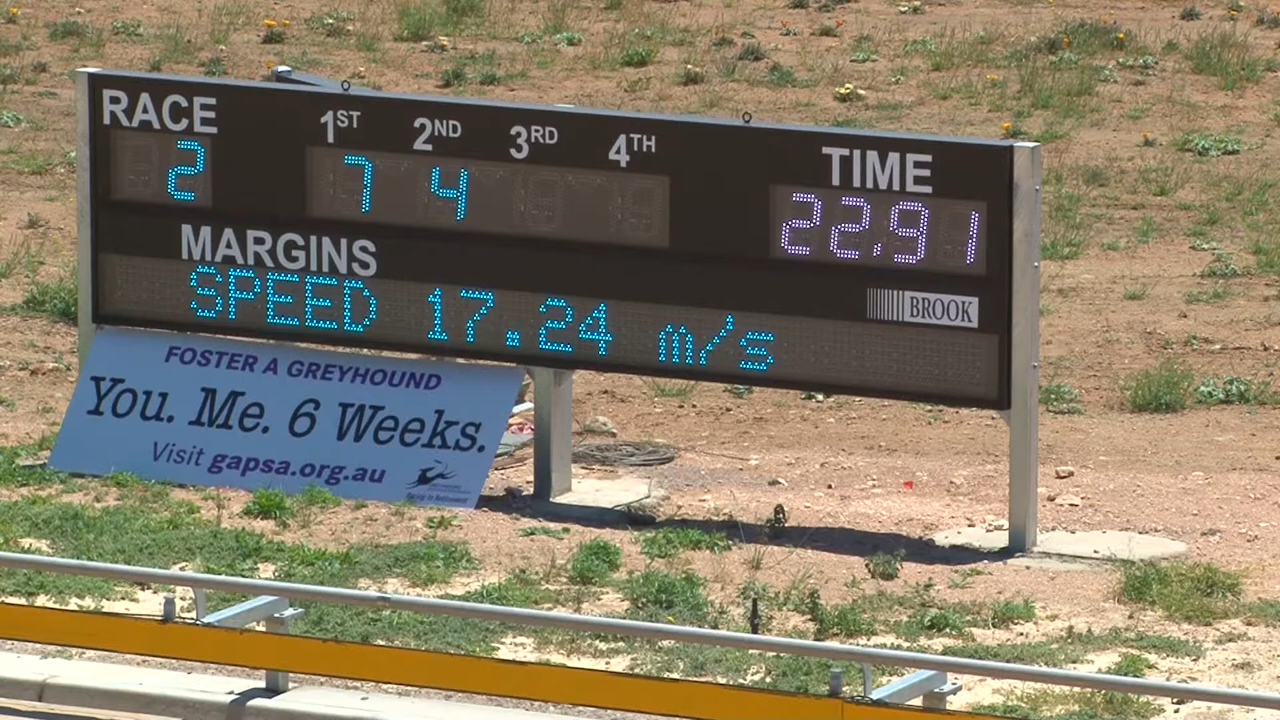 RACE 1ST 2ND 3RD 4TH TIME
2 7 4 22.91
MARGINS
SPEED 17.24 m/s
BROOK
FOSTER A GREYHOUND
You. Me. 6 Weeks.
Visit gapsa.org.au